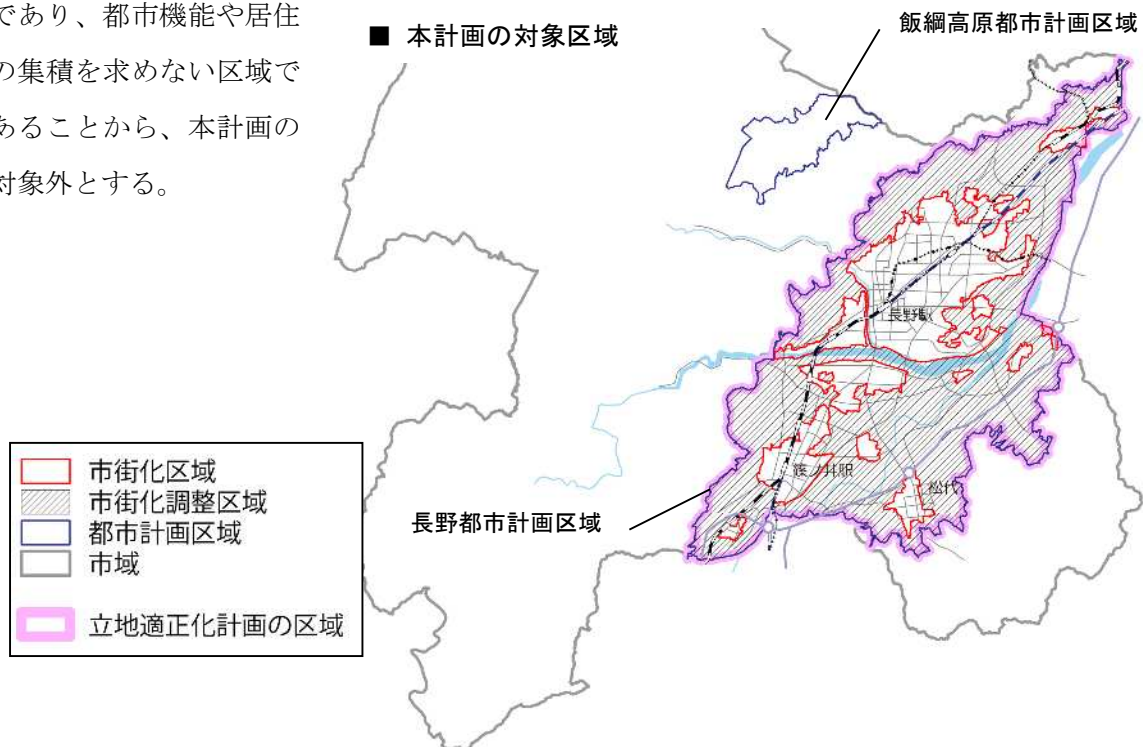 であり、都市機能や居住
の集積を求めない区域で
あることから、本計画の
対象外とする。
■ 本計画の対象区域
飯綱高原都市計画区域
長野駅
篠ノ井駅
松代
長野都市計画区域
市街化区域
市街化調整区域
都市計画区域
市域
立地適正化計画の区域